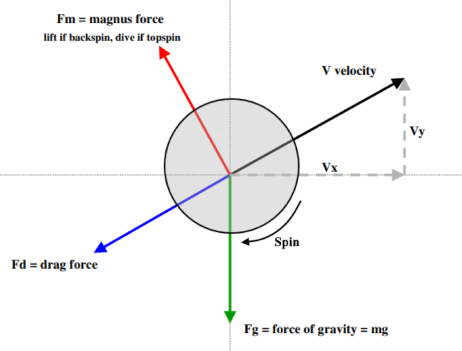 Fm = magnus force
lift if backspin, dive if topspin
V velocity
Vy
Vx
Spin
Fd = drag force
Fg = force of gravity = mg